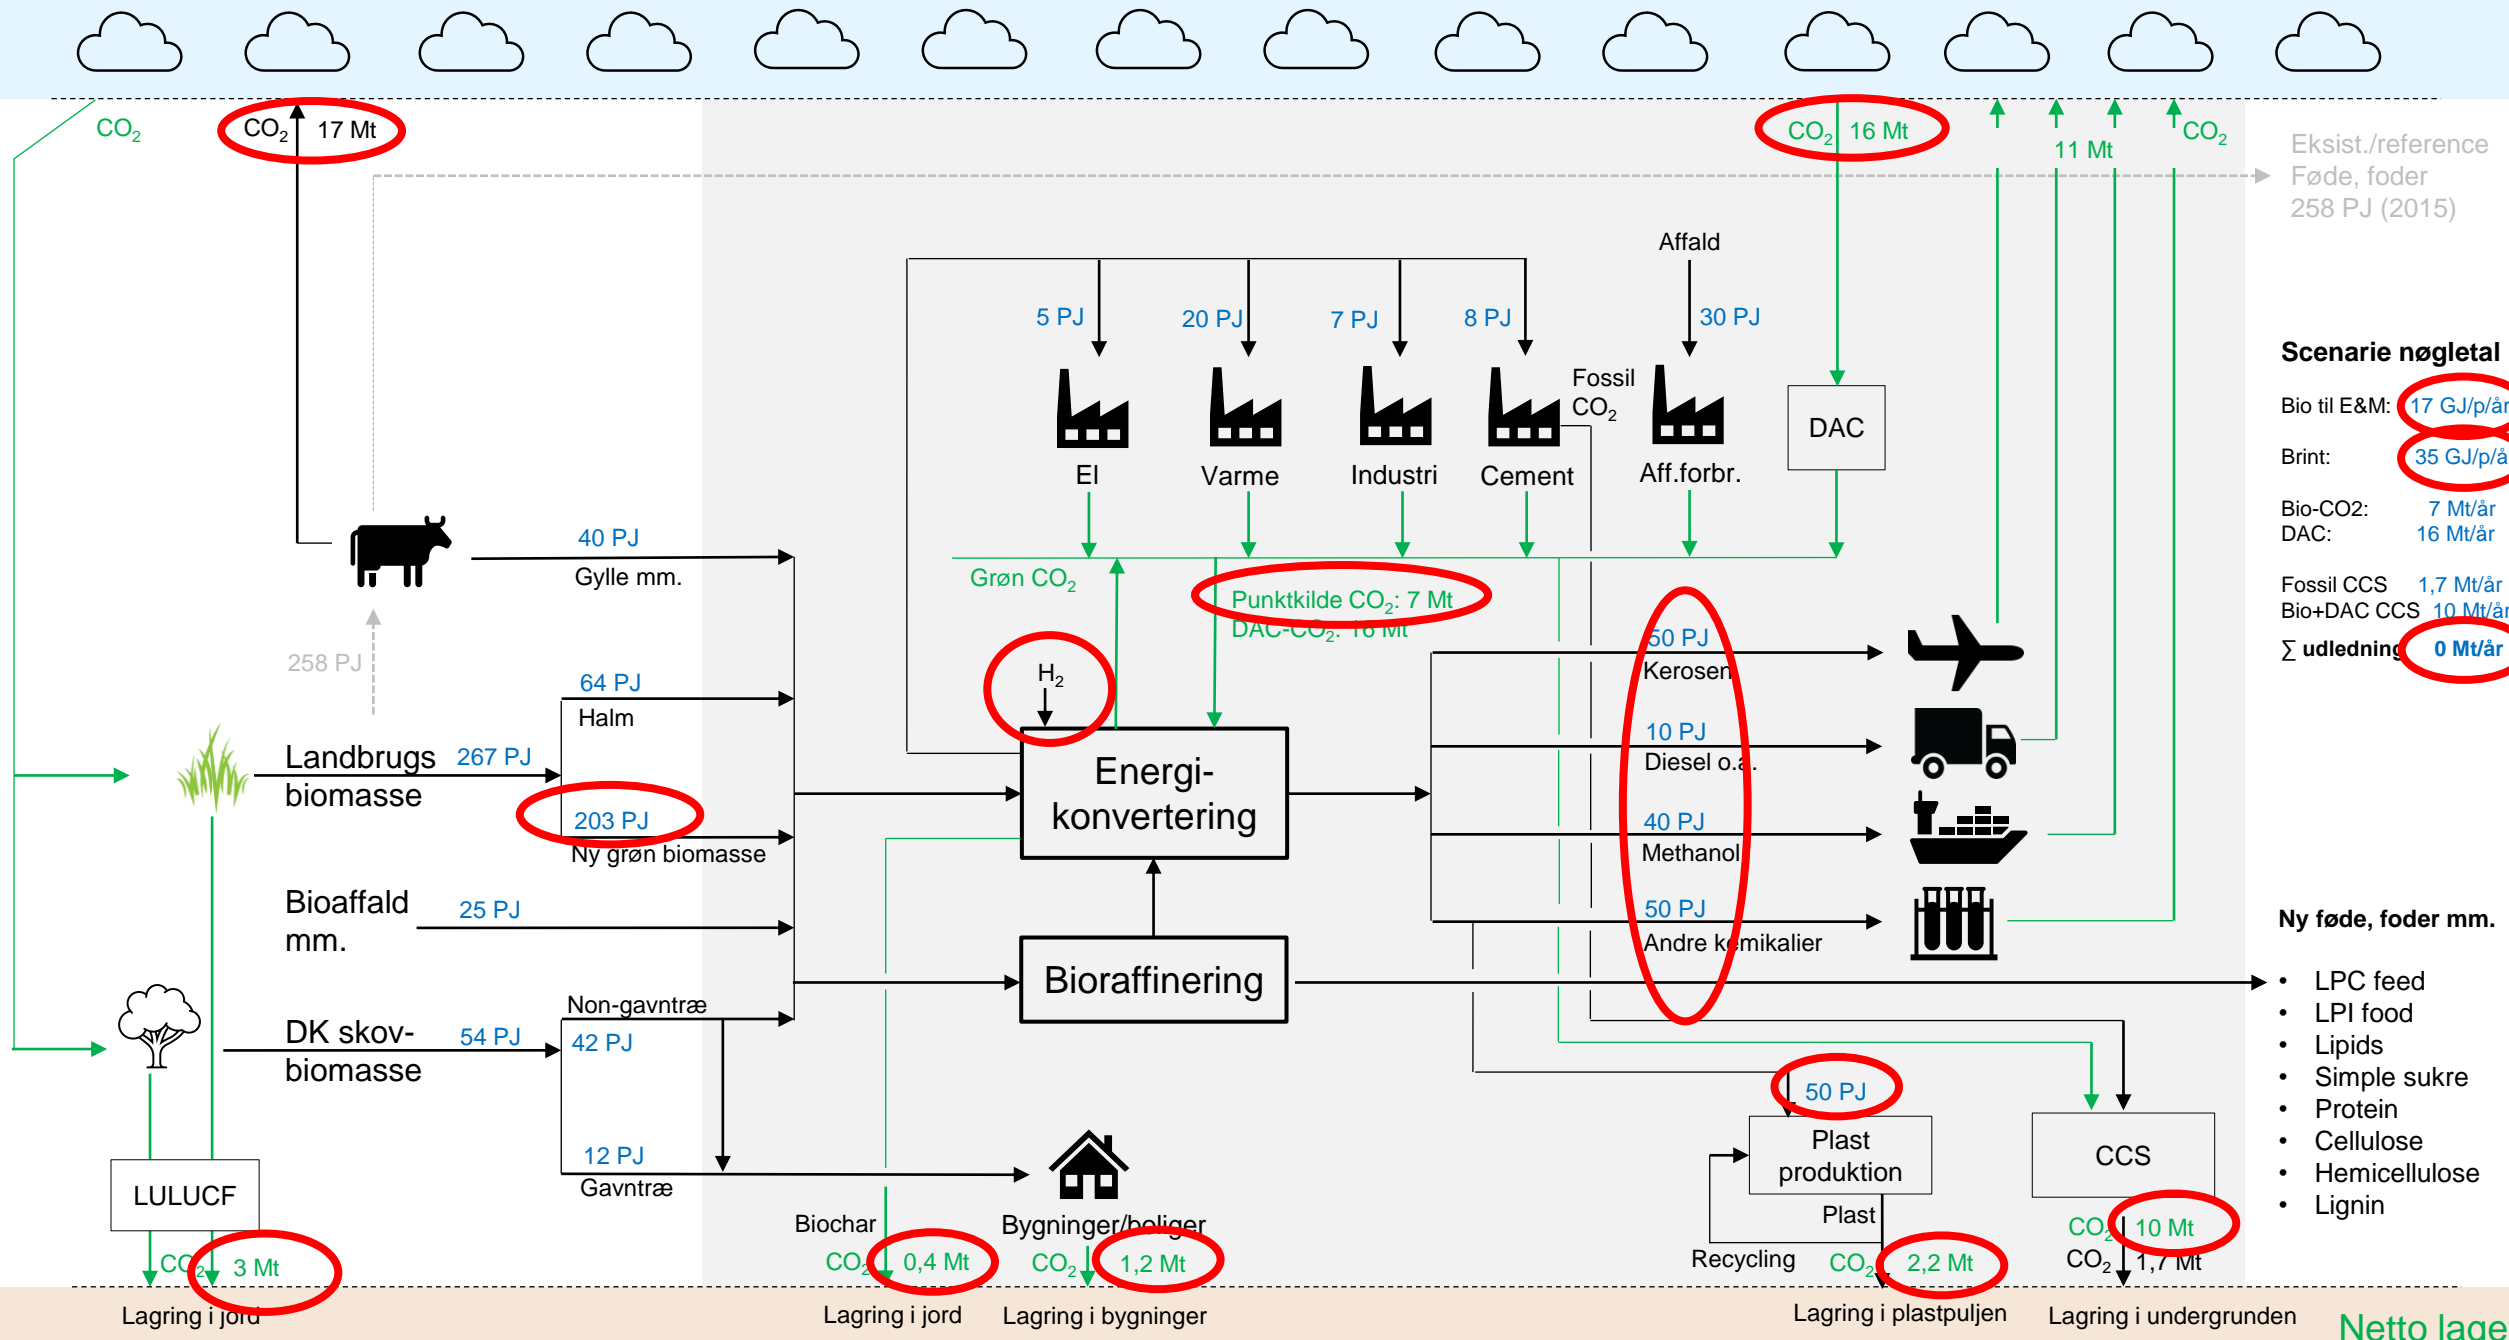 CO2
CO2 17 Mt
CO2 16 Mt
11 Mt
CO2
Eksist./reference
Føde, foder
258 PJ (2015)
Affald
5 PJ
20 PJ
7 PJ
8 PJ
30 PJ
Fossil
CO2
El
Varme
Industri
Cement
Aff.forbr.
DAC
Scenarie nøgletal
Bio til E&M: 17 GJ/p/år
Brint: 35 GJ/p/å
Bio-CO2: 7 Mt/år
DAC: 16 Mt/år
Fossil CCS 1,7 Mt/år
Bio+DAC CCS 10 Mt/år
∑ udledning 0 Mt/år
40 PJ
Gylle mm.
Grøn CO2
Punktkilde CO2: 7 Mt
DAC-CO2: 16 Mt
H2
258 PJ
64 PJ
Halm
Landbrugs
biomasse
267 PJ
203 PJ
Ny grøn biomasse
Energi-
konvertering
50 PJ
Kerosen
10 PJ
Diesel o.a.
40 PJ
Methanol
50 PJ
Andre kemikalier
Bioaffald
mm.
25 PJ
Bioraffinering
Ny føde, foder mm.
• LPC feed
• LPI food
• Lipids
• Simple sukre
• Protein
• Cellulose
• Hemicellulose
• Lignin
DK skov-
biomasse
54 PJ
Non-gavntræ
42 PJ
12 PJ
Gavntræ
50 PJ
Plast
produktion
CCS
LULUCF
Biochar
Bygninger/boliger
Plast
Recycling
CO2 3 Mt
CO2 0,4 Mt
CO2 1,2 Mt
CO2 2,2 Mt
CO2 10 Mt
CO2 1,7 Mt
Lagring i jord
Lagring i jord
Lagring i bygninger
Lagring i plastpuljen
Lagring i undergrunden
Netto lage